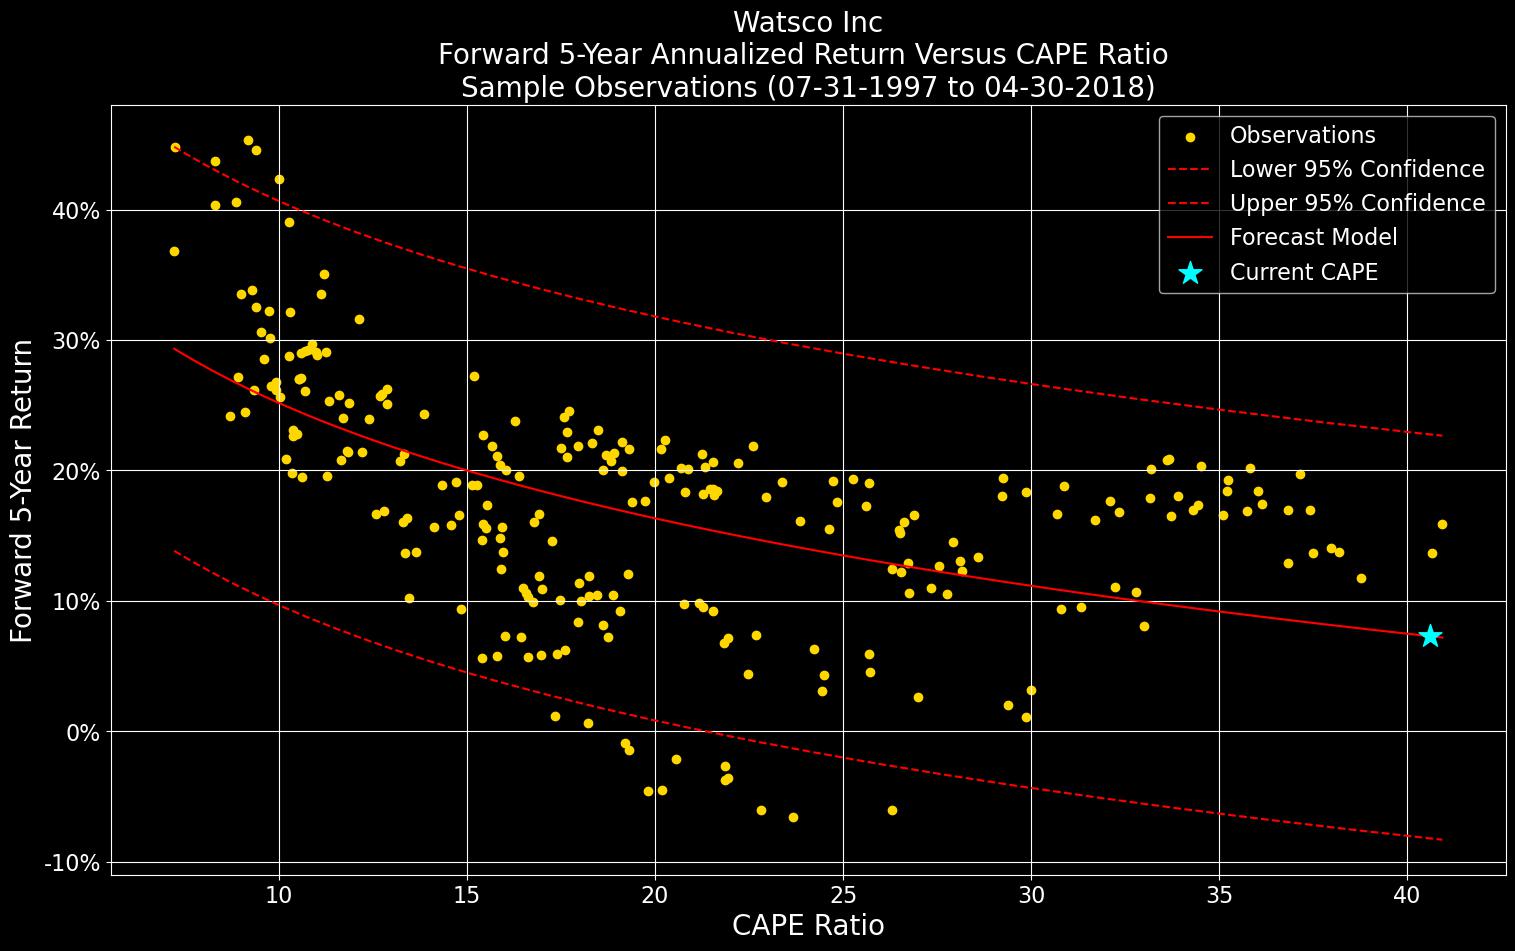 Watsco Inc
Forward 5-Year Annualized Return Versus CAPE Ratio
Sample Observations (07-31-1997 to 04-30-2018)
Observations
Lower 95% Confidence
Upper 95% Confidence
Forecast Model
Current CAPE
Forward 5-Year Return
40%
30%
20%
10%
0%
-10%
10 15 20 25 30 35 40
CAPE Ratio